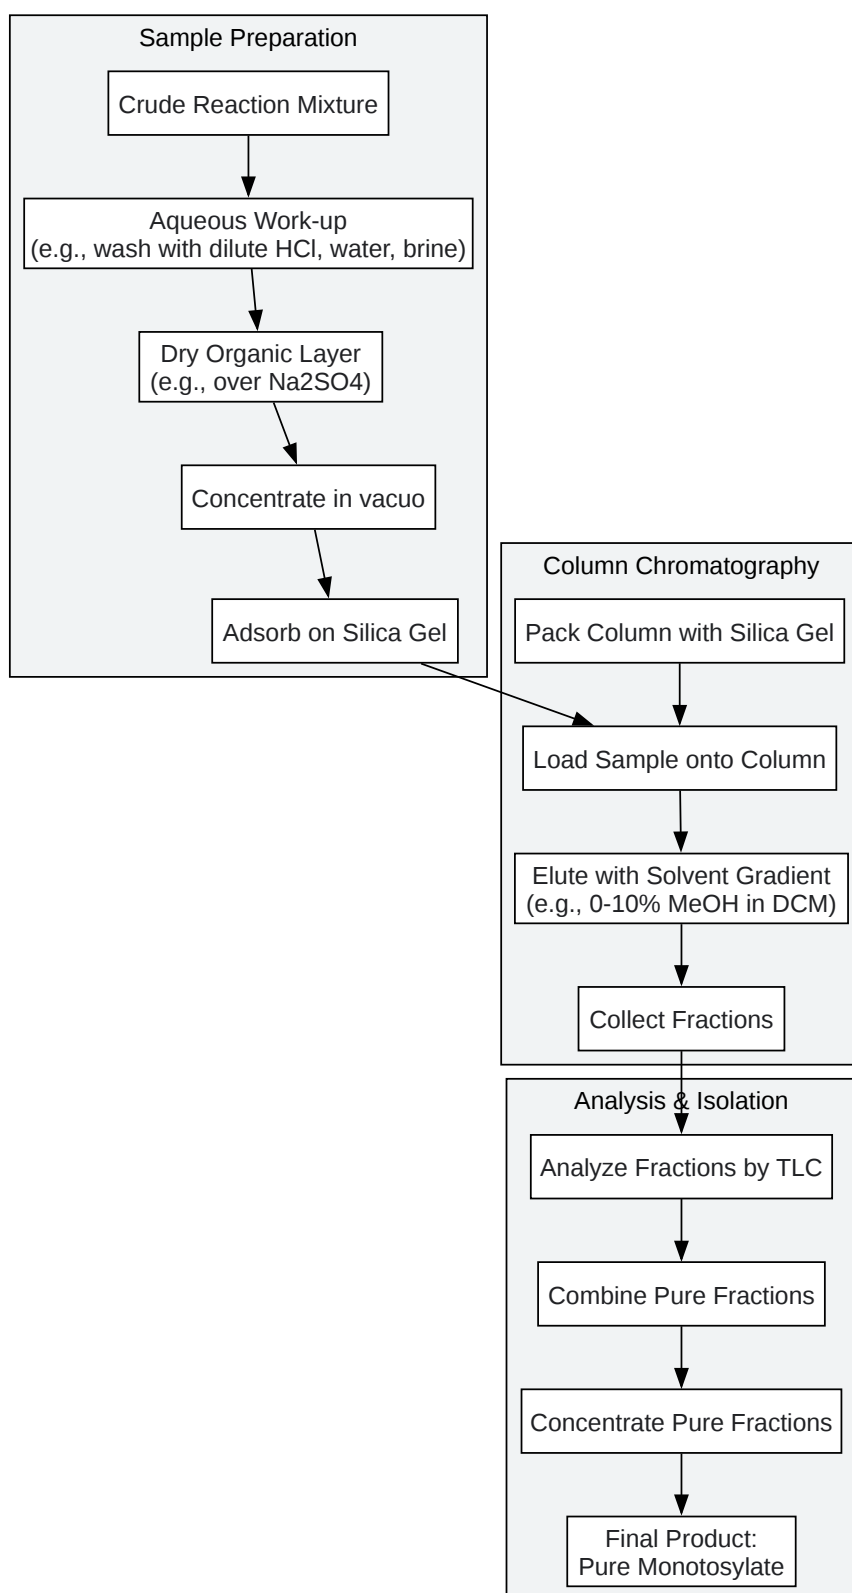 Sample Preparation
Crude Reaction Mixture
Aqueous Work-up
(e.g., wash with dilute HCl, water, brine)
Dry Organic Layer
(e.g., over Na2SO4)
Concentrate in vacuo
Adsorb on Silica Gel
Column Chromatography
Pack Column with Silica Gel
Load Sample onto Column
Elute with Solvent Gradient
(e.g., 0-10% MeOH in DCM)
Collect Fractions
Analysis & Isolation
Analyze Fractions by TLC
Combine Pure Fractions
Concentrate Pure Fractions
Final Product:
Pure Monotosylate